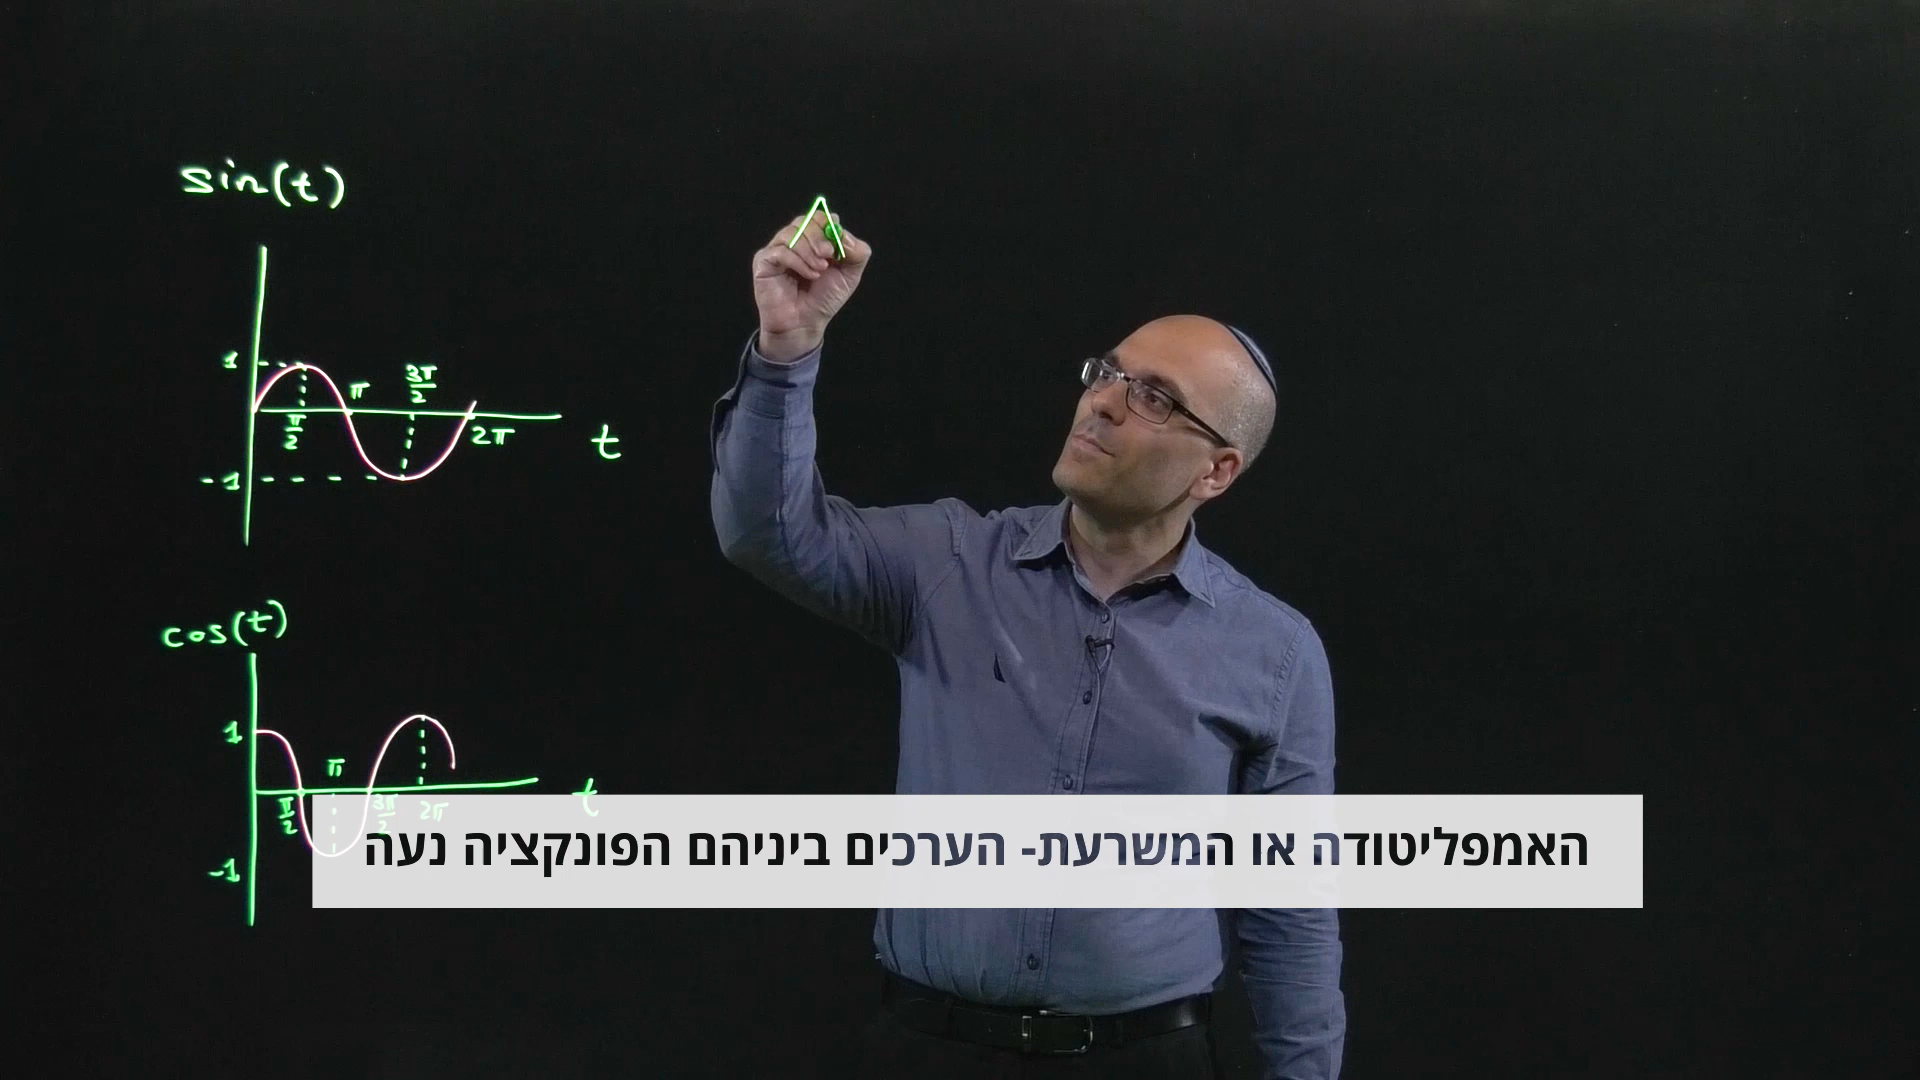 sin(t)
A
1
π
3π/2
π/2
2π
t
-1
cos(t)
1
π
π/2
3π/2
2π
t
-1
האמפליטודה או המשרעת- הערכים ביניהם הפונקציה נעה